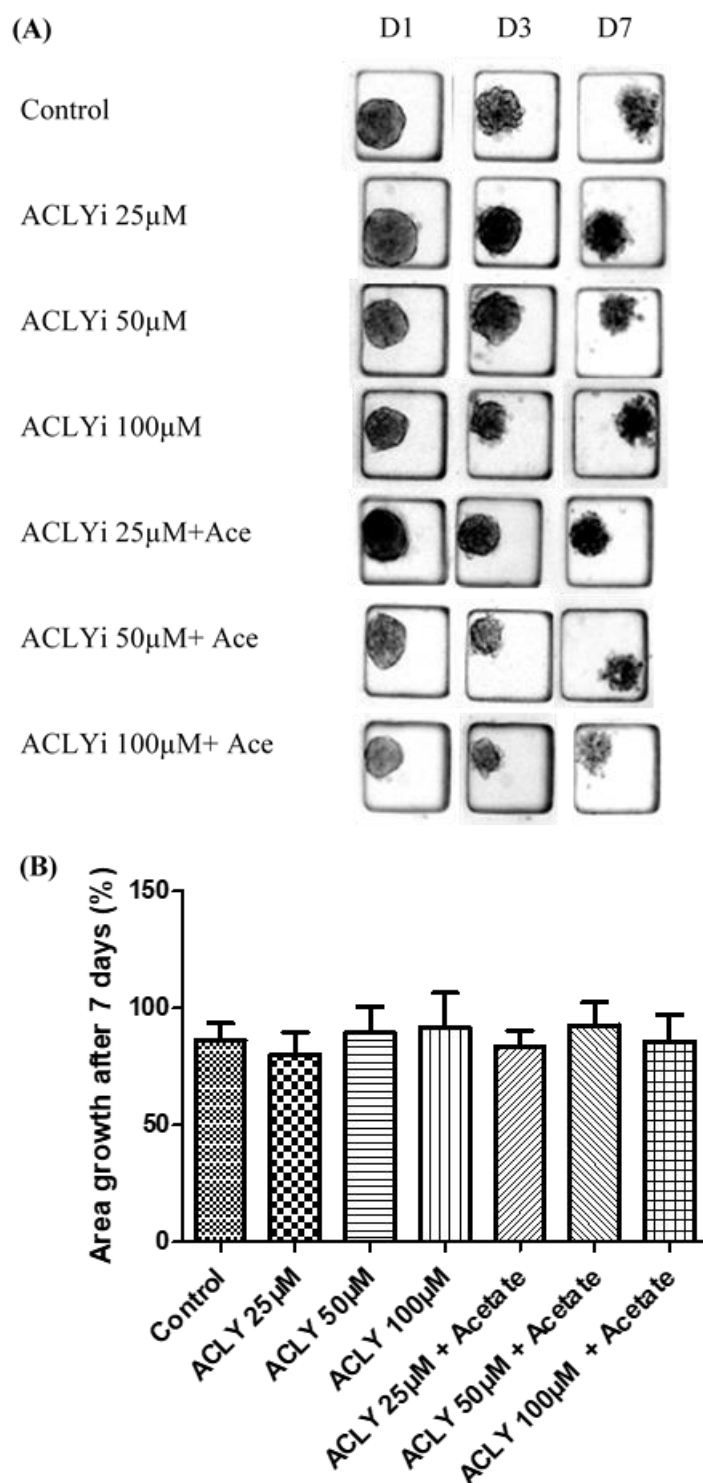 (A) D1 D3 D7
Control
ACLYi 25µM
ACLYi 50µM
ACLYi 100µM
ACLYi 25µM+Ace
ACLYi 50µM+ Ace
ACLYi 100µM+ Ace
(B)
Area growth after 7 days (%)
150
100
50
0
Control
ACLY 25µM
ACLY 50µM
ACLY 100µM
ACLY 25µM + Acetate
ACLY 50µM + Acetate
ACLY 100µM + Acetate